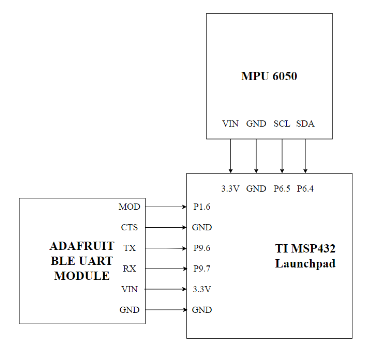 MPU 6050
VIN GND SCL SDA
3.3V GND P6.5 P6.4
MOD P1.6
CTS GND
ADAFRUIT
BLE UART
MODULE
TX P9.6
RX P9.7
VIN 3.3V
GND GND
TI MSP432
Launchpad